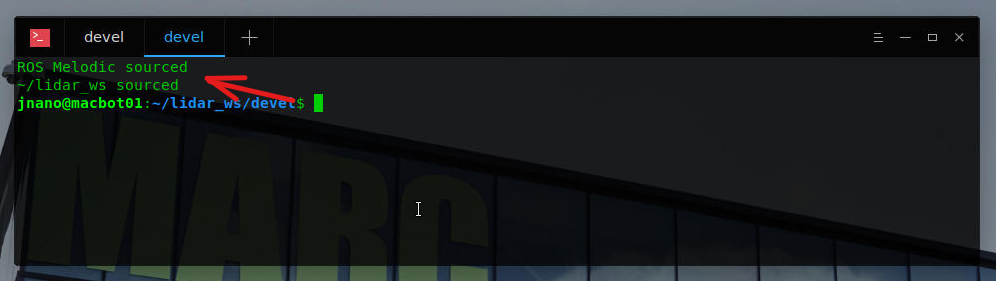 devel
devel
ROS Melodic sourced
~/lidar_ws sourced
jnano@macbot01:~/lidar_ws/devel$
MARC